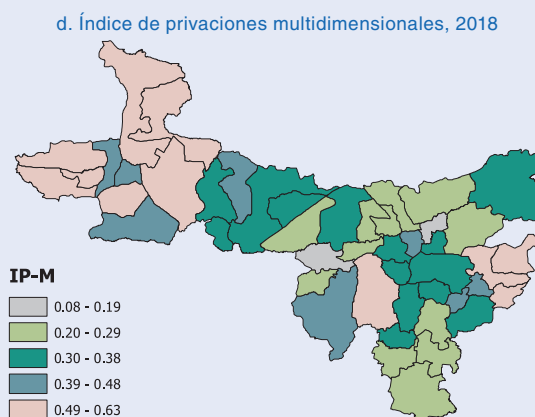 d. Índice de privaciones multidimensionales, 2018
IP-M
0.08 - 0.19
0.20 - 0.29
0.30 - 0.38
0.39 - 0.48
0.49 - 0.63